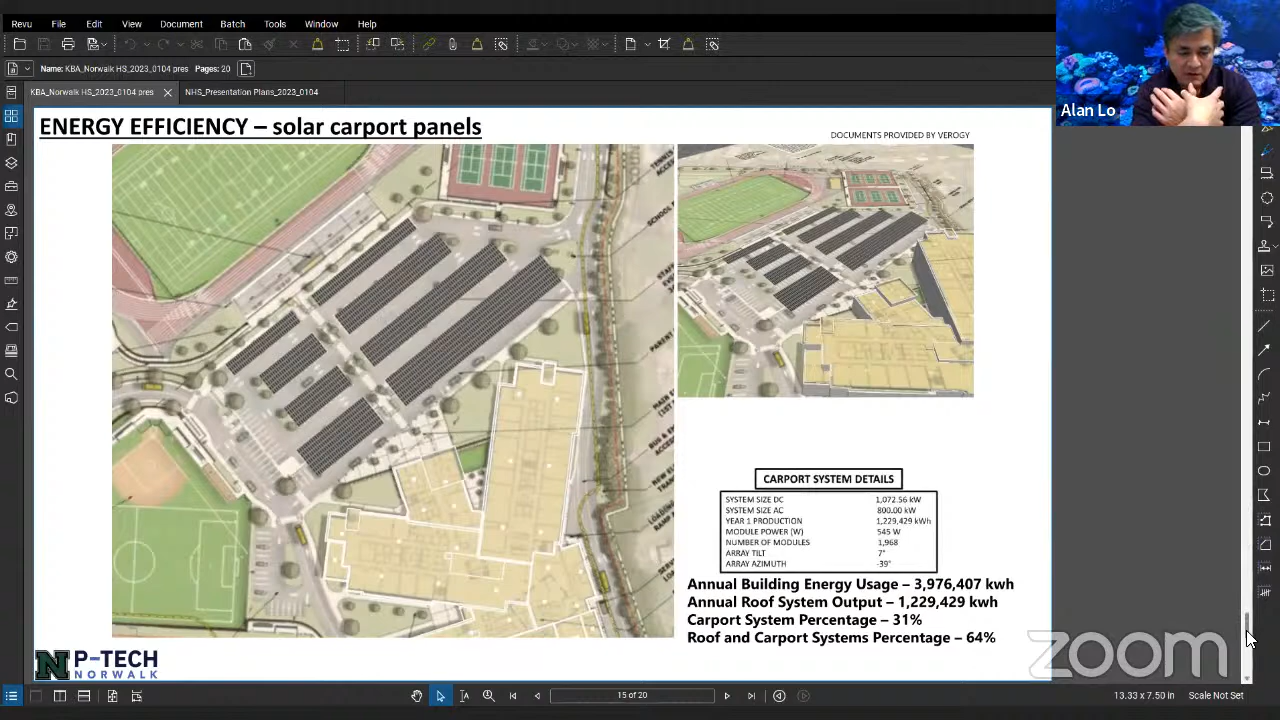 Revu File Edit View Document Batch Tools Window Help
Name: KBA_Norwalk HS_2023_0104 pres Pages: 20
KBA_Norwalk HS_2023_0104 pres NHS_Presentation Plans_2023_0104
Alan Lo
ENERGY EFFICIENCY – solar carport panels
DOCUMENTS PROVIDED BY VEROGY
CARPORT SYSTEM DETAILS
SYSTEM SIZE DC 1,072.56 kW
SYSTEM SIZE AC 800.00 kW
YEAR 1 PRODUCTION 1,229,429 kWh
MODULE POWER (W) 545 W
NUMBER OF MODULES 1,968
ARRAY TILT 7°
ARRAY AZIMUTH -39°
Annual Building Energy Usage – 3,976,407 kwh
Annual Roof System Output – 1,229,429 kwh
Carport System Percentage – 31%
Roof and Carport Systems Percentage – 64%
zoom
N P-TECH
NORWALK
15 of 20
13.33 x 7.50 in Scale Not Set